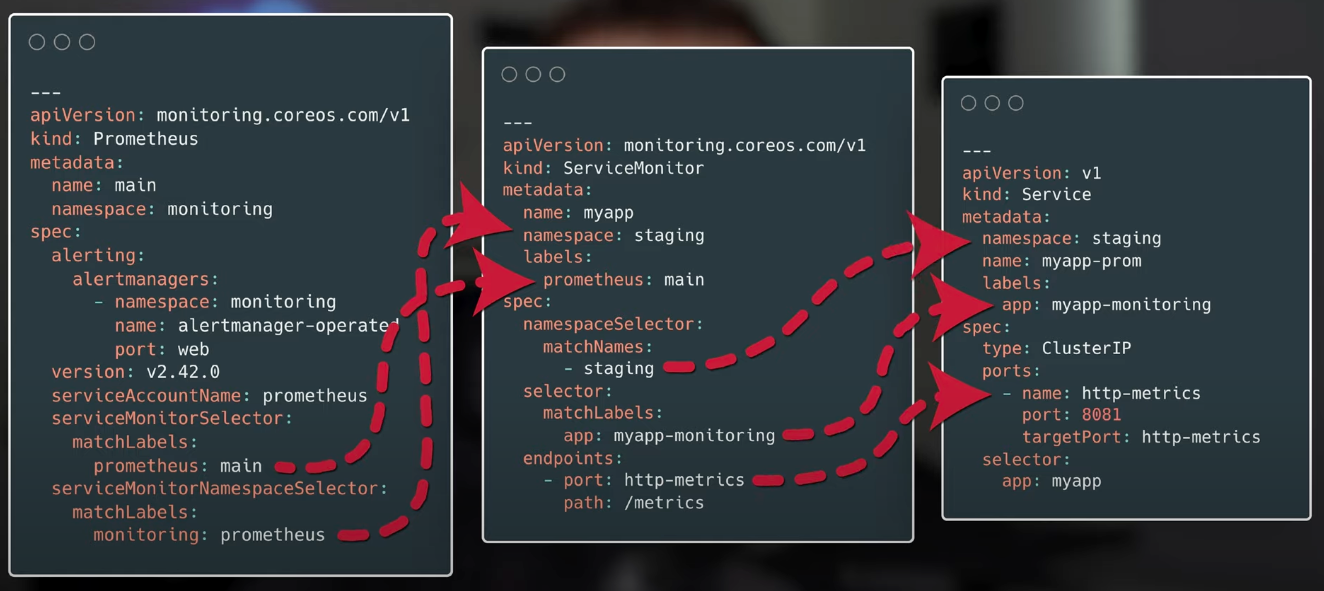 ---
apiVersion: monitoring.coreos.com/v1
kind: Prometheus
metadata:
  name: main
  namespace: monitoring
spec:
  alerting:
    alertmanagers:
      - namespace: monitoring
        name: alertmanager-operated
        port: web
  version: v2.42.0
  serviceAccountName: prometheus
  serviceMonitorSelector:
    matchLabels:
      prometheus: main
  serviceMonitorNamespaceSelector:
    matchLabels:
      monitoring: prometheus
---
apiVersion: monitoring.coreos.com/v1
kind: ServiceMonitor
metadata:
  name: myapp
  namespace: staging
  labels:
    prometheus: main
spec:
  namespaceSelector:
    matchNames:
      - staging
  selector:
    matchLabels:
      app: myapp-monitoring
  endpoints:
    - port: http-metrics
      path: /metrics
---
apiVersion: v1
kind: Service
metadata:
  namespace: staging
  name: myapp-prom
  labels:
    app: myapp-monitoring
spec:
  type: ClusterIP
  ports:
    - name: http-metrics
      port: 8081
      targetPort: http-metrics
  selector:
    app: myapp